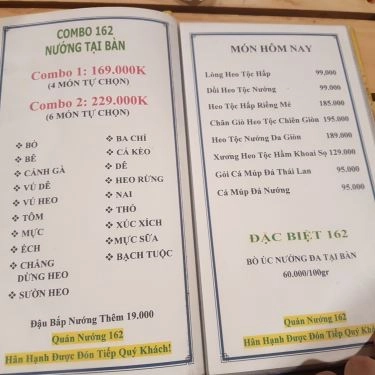 COMBO 162
NƯỚNG TẠI BÀN
Combo 1: 169.000K
(4 MÓN TỰ CHỌN)
Combo 2: 229.000K
(6 MÓN TỰ CHỌN)
❖ BÒ
❖ BÊ
❖ CÁNH GÀ
❖ VÚ DÊ
❖ VÚ HEO
❖ TÔM
❖ MỰC
❖ ẾCH
❖ CHẢNG
DỪNG HEO
❖ SƯỜN HEO
❖ BA CHỈ
❖ CÁ KÈO
❖ DÊ
❖ HEO RỪNG
❖ NAI
❖ THỎ
❖ XÚC XÍCH
❖ MỰC SỮA
❖ BẠCH TUỘC
Đậu Bắp Nướng Thêm 19.000
Quán Nướng 162
Hân Hạnh Được Đón Tiếp Quý Khách!
MÓN HÔM NAY
Lòng Heo Tộc Hấp 99,000
Dồi Heo Tộc Nướng 99.000
Heo Tộc Hấp Riềng Mẻ 185.000
Chân Giò Heo Tộc Chiên Giòn 195.000
Heo Tộc Nướng Da Giòn 189.000
Xương Heo Tộc Hầm Khoai Sọ 129.000
Gỏi Cá Múp Đá Thái Lan 95.000
Cá Múp Đá Nướng 95.000
ĐẶC BIỆT 162
BÒ ÚC NƯỚNG ĐÁ TẠI BÀN
60.000/100gr
Quán Nướng 162
Hân Hạnh Được Đón Tiếp Quý